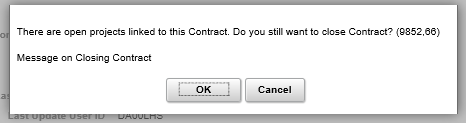 There are open projects linked to this Contract. Do you still want to close Contract? (9852,66)
Message on Closing Contract
OK Cancel
Last Update User ID DA00LHS